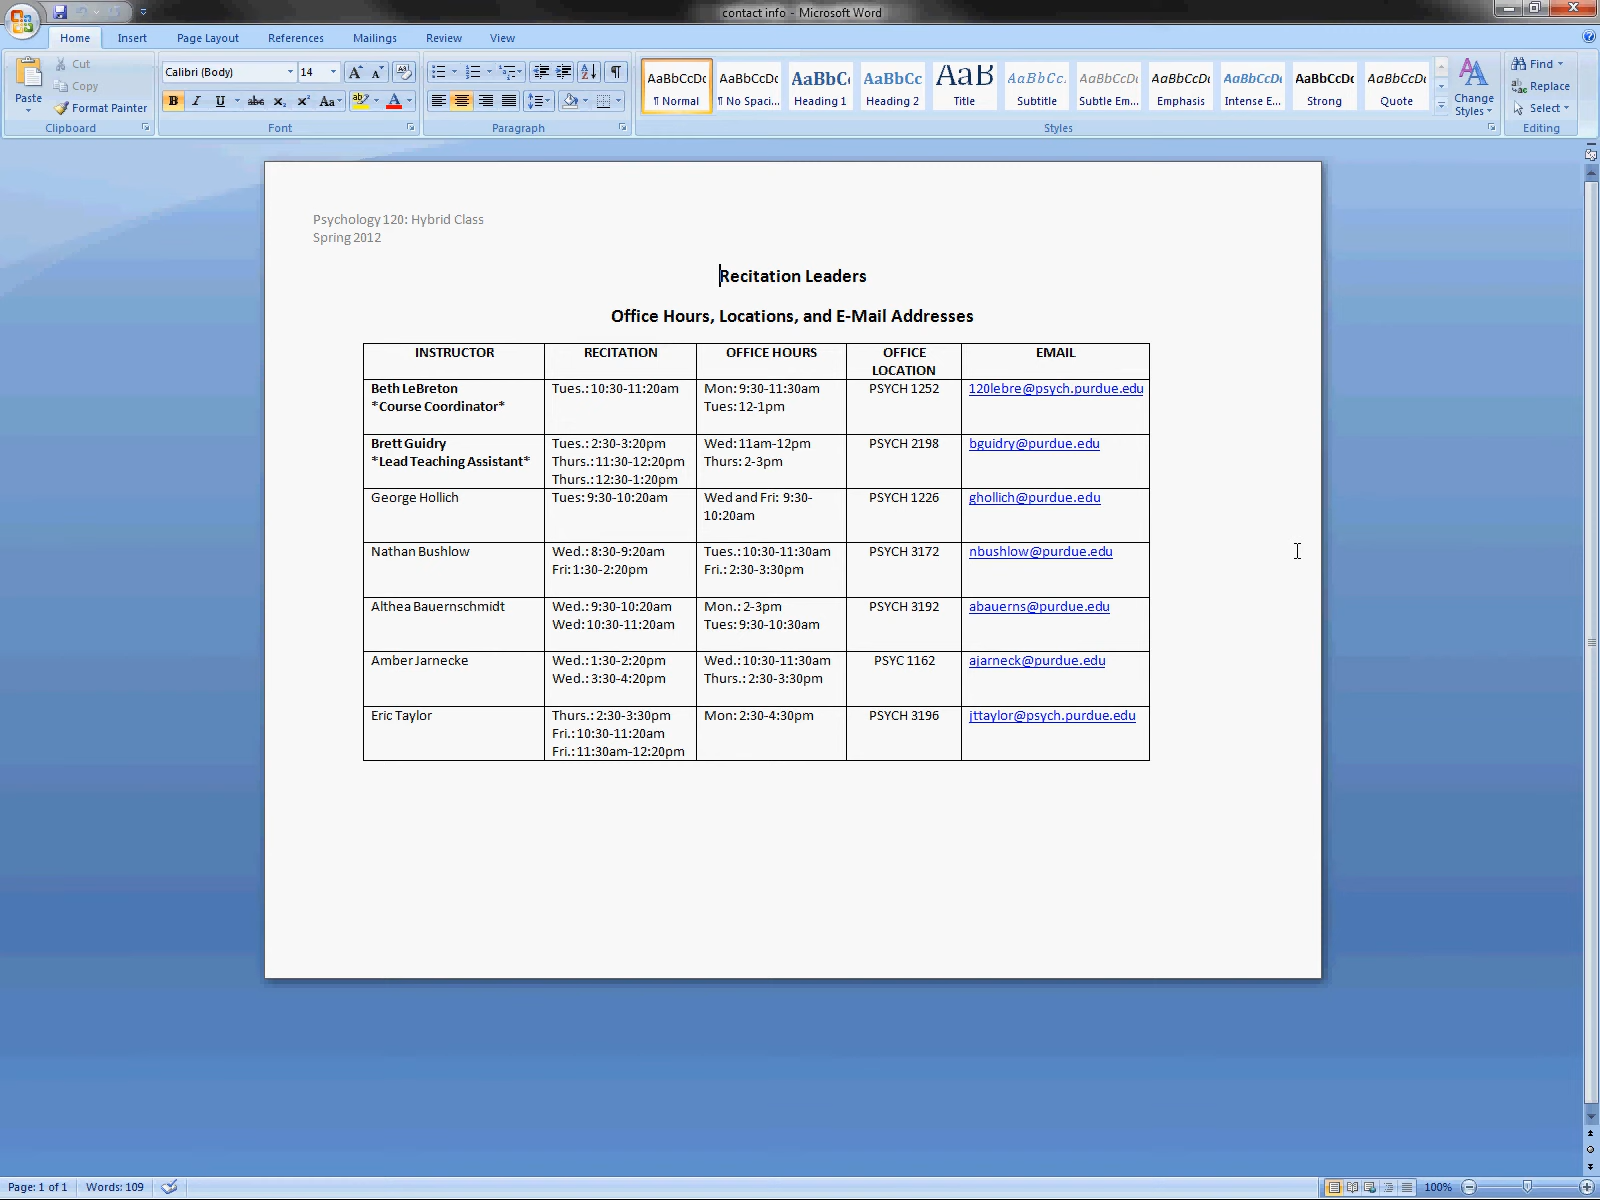 contact info - Microsoft Word
Home Insert Page Layout References Mailings Review View
Paste
Cut
Copy
Format Painter
Clipboard
Calibri (Body) 14
B I U abc x₂ x² Aa
Font
Paragraph
AaBbCcDc AaBbCcDc AaBbC AaBbCc AaB AaBbCc. AaBbCcDi AaBbCcDc AaBbCcDi AaBbCcDc AaBbCcDi
¶ Normal ¶ No Spaci... Heading 1 Heading 2 Title Subtitle Subtle Em... Emphasis Intense E... Strong Quote
Change
Styles
Styles
Find
Replace
Select
Editing
Psychology 120: Hybrid Class
Spring 2012
Recitation Leaders
Office Hours, Locations, and E-Mail Addresses
INSTRUCTOR RECITATION OFFICE HOURS OFFICE EMAIL
LOCATION
Beth LeBreton Tues.: 10:30-11:20am Mon: 9:30-11:30am PSYCH 1252 120lebre@psych.purdue.edu
*Course Coordinator* Tues: 12-1pm
Brett Guidry Tues.: 2:30-3:20pm Wed: 11am-12pm PSYCH 2198 bguidry@purdue.edu
*Lead Teaching Assistant* Thurs.: 11:30-12:20pm Thurs: 2-3pm
Thurs.: 12:30-1:20pm
George Hollich Tues: 9:30-10:20am Wed and Fri: 9:30- PSYCH 1226 ghollich@purdue.edu
10:20am
Nathan Bushlow Wed.: 8:30-9:20am Tues.: 10:30-11:30am PSYCH 3172 nbushlow@purdue.edu
Fri: 1:30-2:20pm Fri.: 2:30-3:30pm
Althea Bauernschmidt Wed.: 9:30-10:20am Mon.: 2-3pm PSYCH 3192 abauerns@purdue.edu
Wed: 10:30-11:20am Tues: 9:30-10:30am
Amber Jarnecke Wed.: 1:30-2:20pm Wed.: 10:30-11:30am PSYC 1162 ajarneck@purdue.edu
Wed.: 3:30-4:20pm Thurs.: 2:30-3:30pm
Eric Taylor Thurs.: 2:30-3:30pm Mon: 2:30-4:30pm PSYCH 3196 jttaylor@psych.purdue.edu
Fri.: 10:30-11:20am
Fri.: 11:30am-12:20pm
Page: 1 of 1 Words: 109 100%